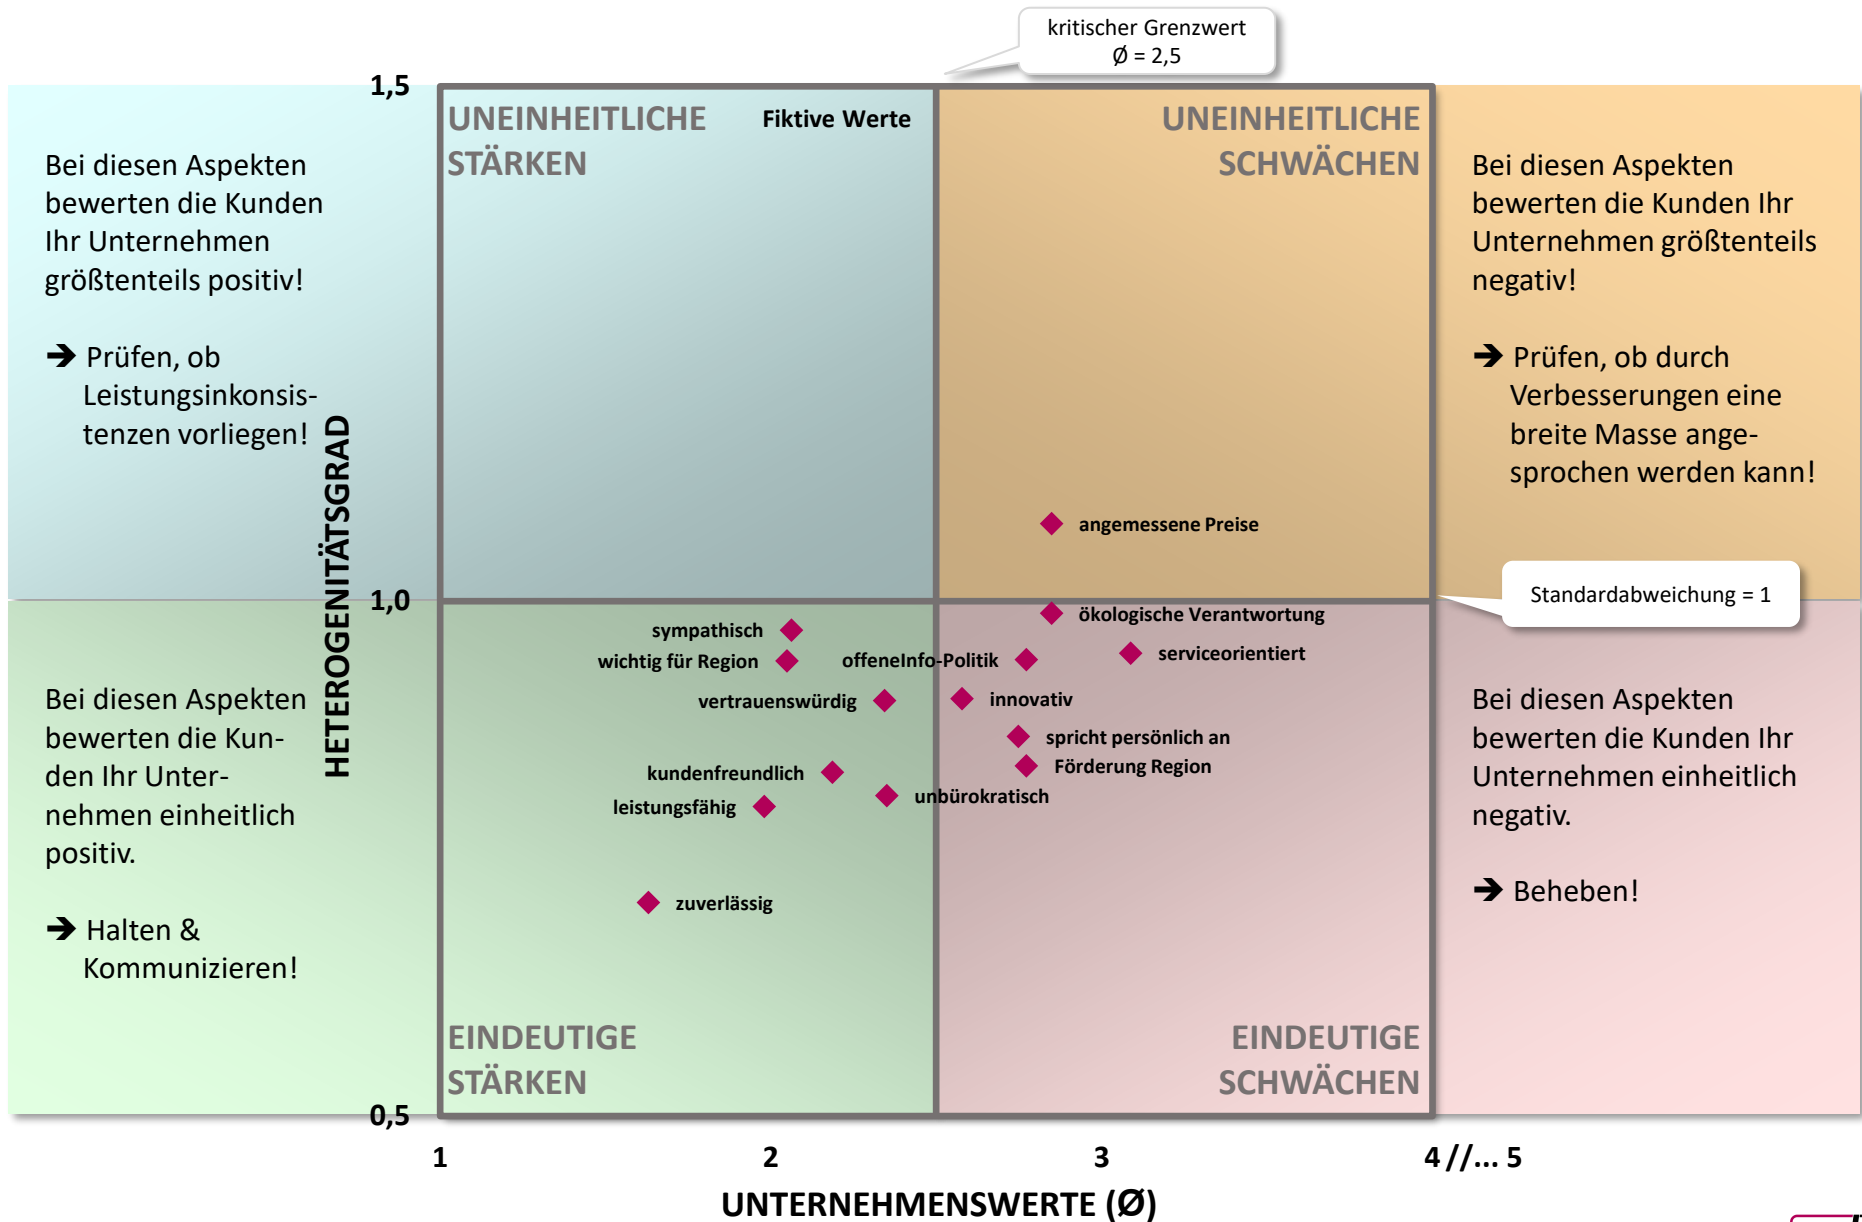 kritischer Grenzwert
Ø = 2,5
1,5
UNEINHEITLICHE
STÄRKEN
Fiktive Werte
UNEINHEITLICHE
SCHWÄCHEN
Bei diesen Aspekten
bewerten die Kunden
Ihr Unternehmen
größtenteils positiv!
➔ Prüfen, ob
Leistungsinkonsis-
tenzen vorliegen!
Bei diesen Aspekten
bewerten die Kunden Ihr
Unternehmen größtenteils
negativ!
➔ Prüfen, ob durch
Verbesserungen eine
breite Masse ange-
sprochen werden kann!
HETEROGENITÄTSGRAD
angemessene Preise
1,0
Standardabweichung = 1
ökologische Verantwortung
sympathisch
serviceorientiert
wichtig für Region
offeneInfo-Politik
vertrauenswürdig
innovativ
spricht persönlich an
Förderung Region
kundenfreundlich
unbürokratisch
leistungsfähig
zuverlässig
Bei diesen Aspekten
bewerten die Kun-
den Ihr Unter-
nehmen einheitlich
positiv.
➔ Halten &
Kommunizieren!
Bei diesen Aspekten
bewerten die Kunden Ihr
Unternehmen einheitlich
negativ.
➔ Beheben!
EINDEUTIGE
STÄRKEN
EINDEUTIGE
SCHWÄCHEN
0,5
1 2 3 4 //... 5
UNTERNEHMENSWERTE (Ø)